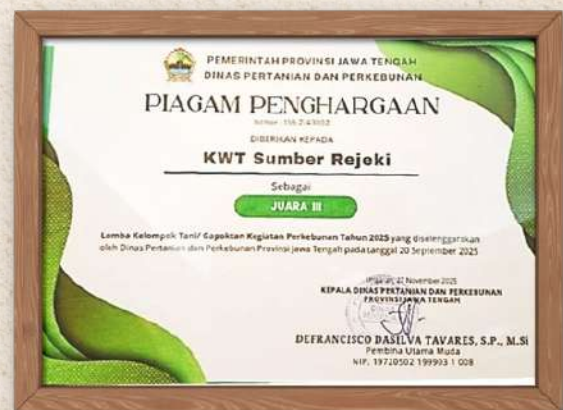 PEMERINTAH PROVINSI JAWA TENGAH
DINAS PERTANIAN DAN PERKEBUNAN
PIAGAM PENGHARGAAN
DIBERIKAN KEPADA
KWT Sumber Rejeki
Sebagai
JUARA III
Lomba Kelompok Tani/ Gapoktan Kegiatan Perkebunan Tahun 2025 yang diselenggarakan
oleh Dinas Pertanian dan Perkebunan Provinsi Jawa Tengah pada tanggal 20 September 2025
November 2025
KEPALA DINAS PERTANIAN DAN PERKEBUNAN
PROVINSI JAWA TENGAH
DEFRANCISCO DASILVA TAVARES, S.P., M.Si
Pembina Utama Muda
NIP. 19720502 199903 1 008